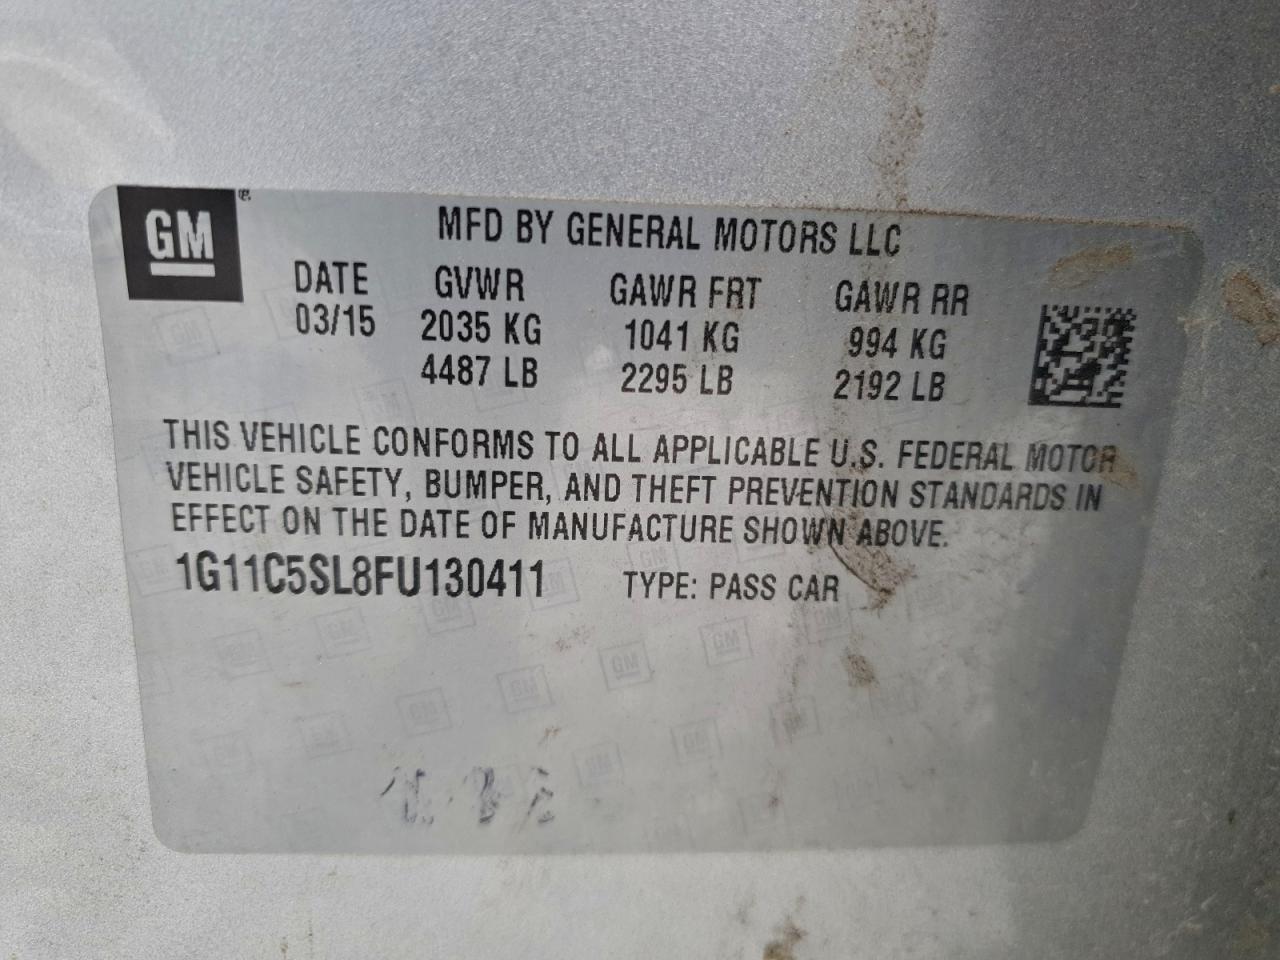 GM ®
MFD BY GENERAL MOTORS LLC
DATE GVWR GAWR FRT GAWR RR
03/15 2035 KG 1041 KG 994 KG
4487 LB 2295 LB 2192 LB
THIS VEHICLE CONFORMS TO ALL APPLICABLE U.S. FEDERAL MOTOR
VEHICLE SAFETY, BUMPER, AND THEFT PREVENTION STANDARDS IN
EFFECT ON THE DATE OF MANUFACTURE SHOWN ABOVE.
1G11C5SL8FU130411 TYPE: PASS CAR